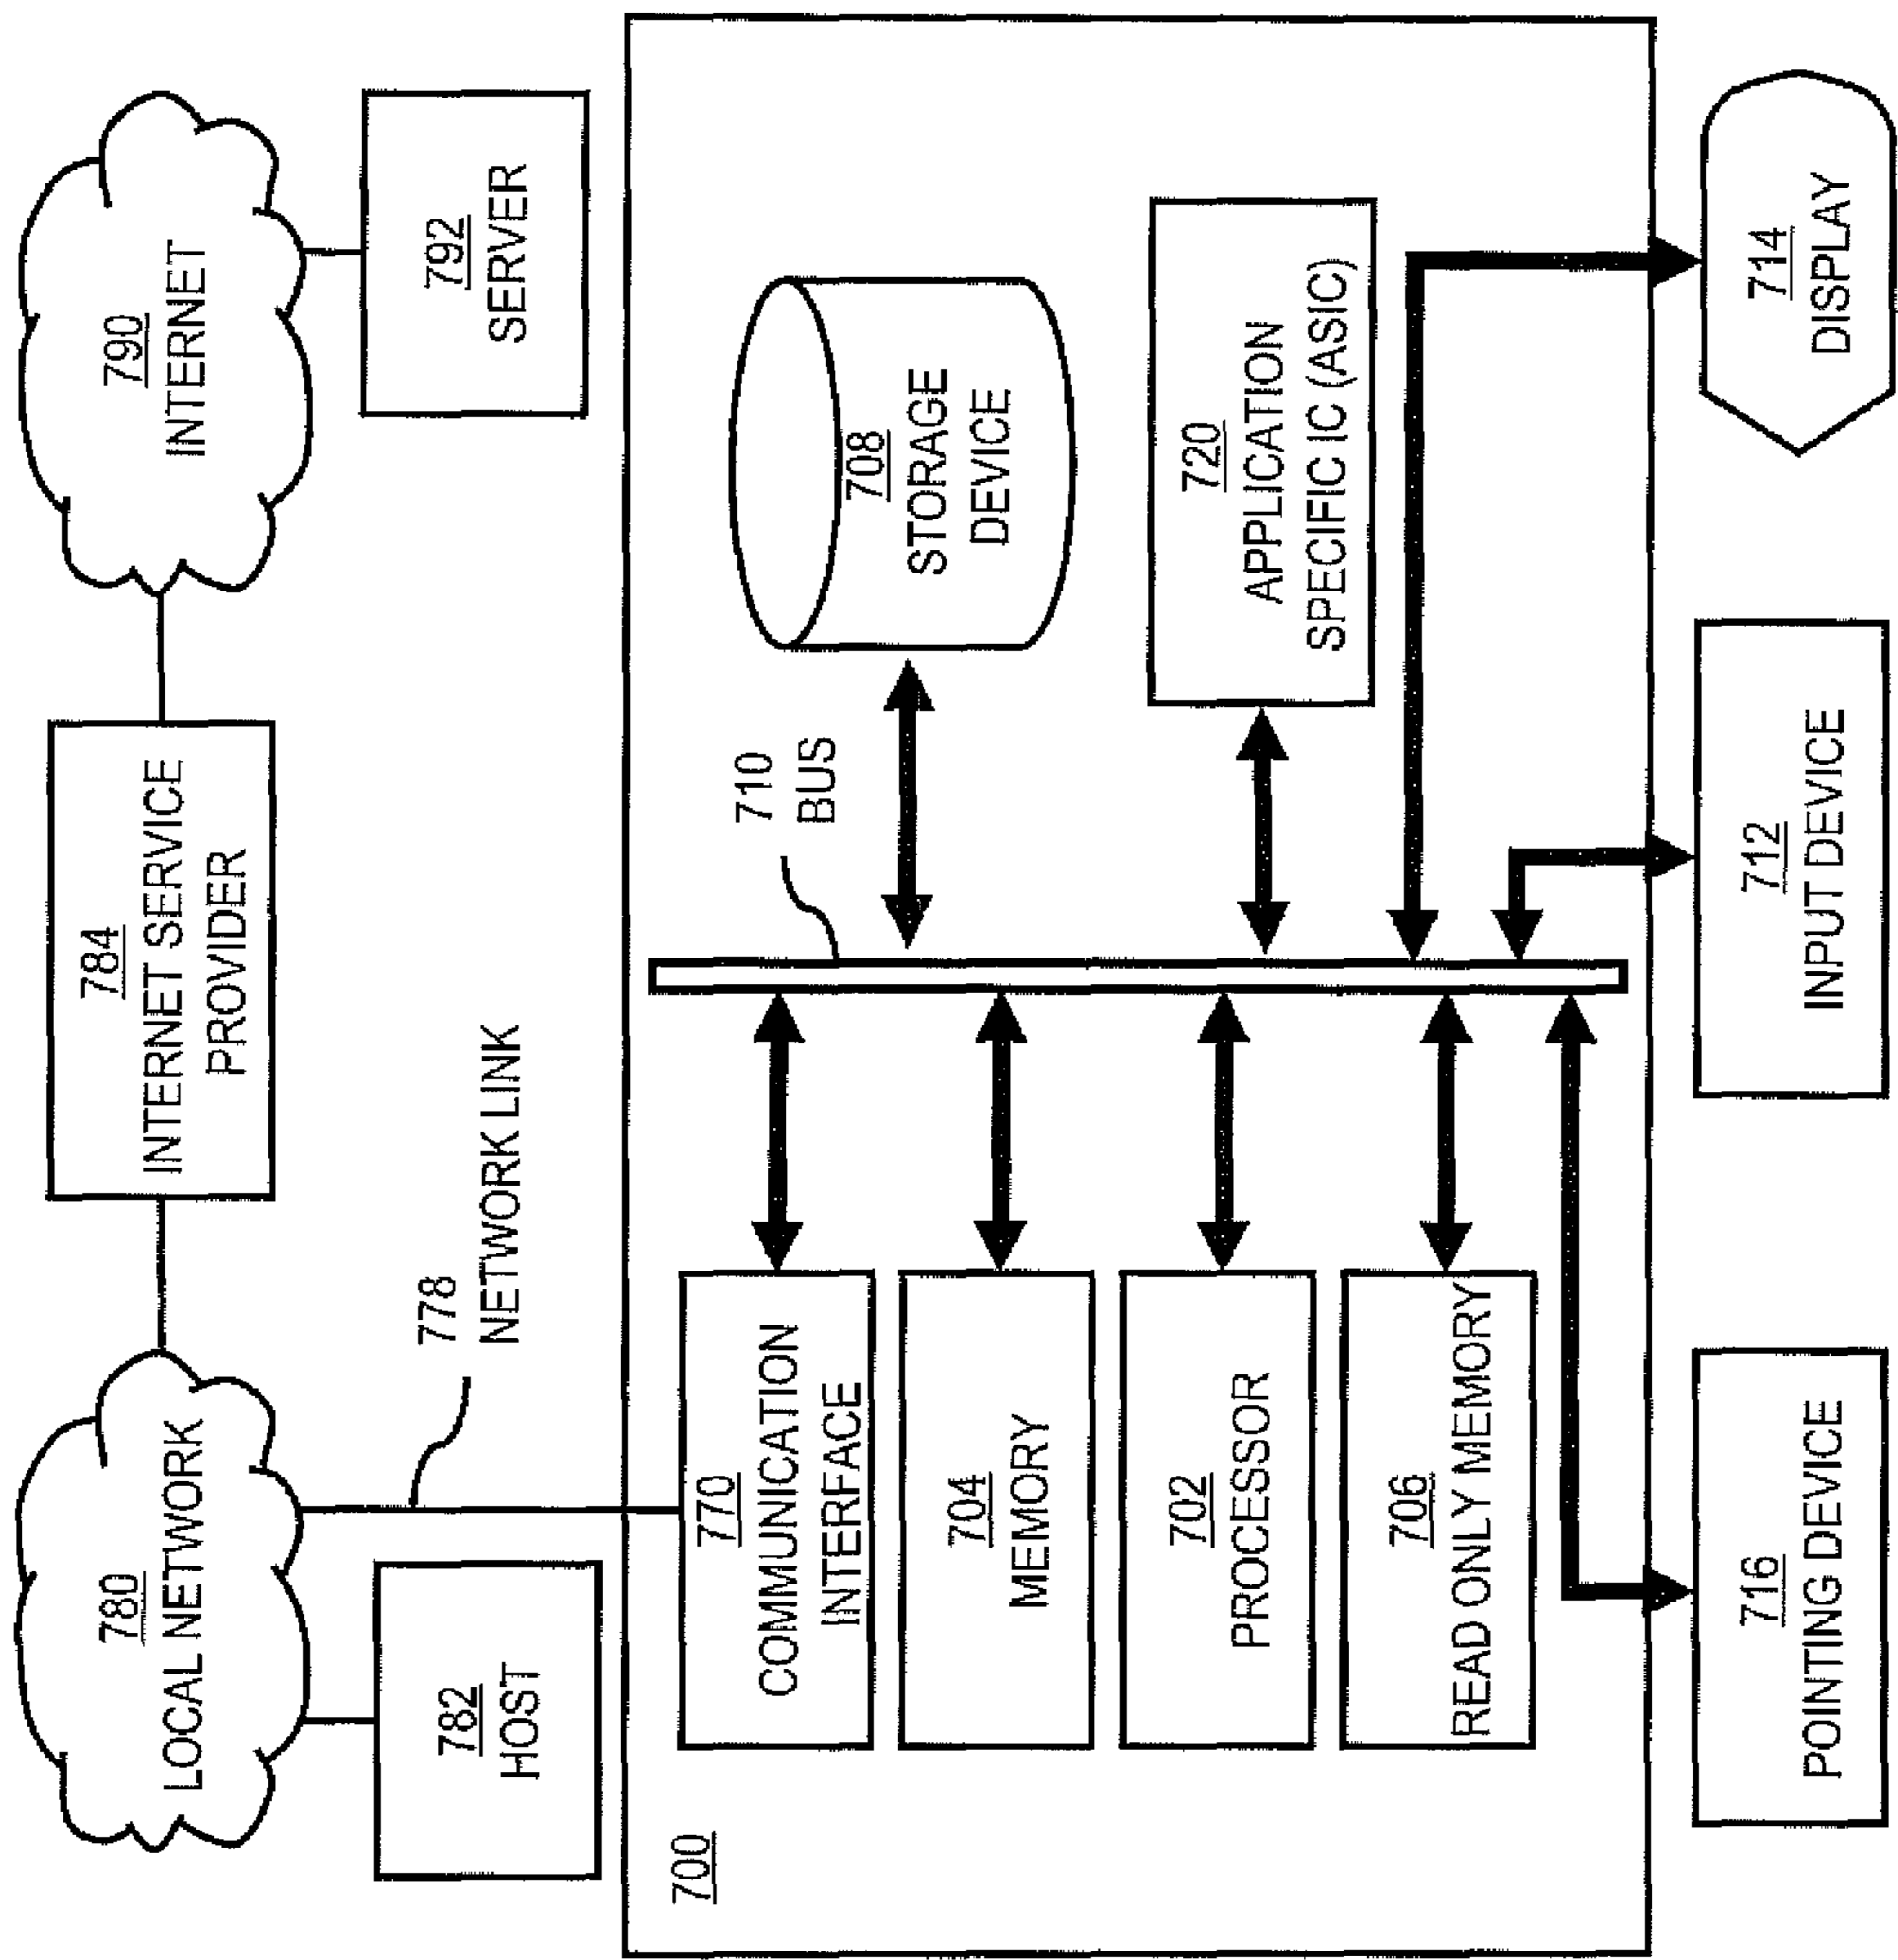 780
LOCAL NETWORK
784
INTERNET SERVICE
PROVIDER
790
INTERNET
782
HOST
778
NETWORK LINK
792
SERVER
700
770
COMMUNICATION
INTERFACE
710
BUS
708
STORAGE
DEVICE
704
MEMORY
702
PROCESSOR
720
APPLICATION
SPECIFIC IC (ASIC)
706
READ ONLY MEMORY
716
POINTING DEVICE
712
INPUT DEVICE
714
DISPLAY